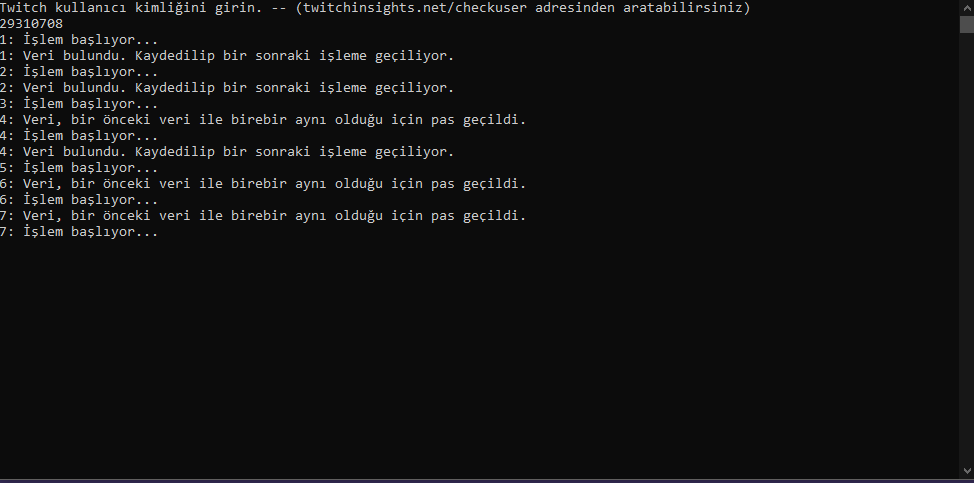 Twitch kullanıcı kimliğini girin. -- (twitchinsights.net/checkuser adresinden aratabilirsiniz)
29310708
1: İşlem başlıyor...
1: Veri bulundu. Kaydedilip bir sonraki işleme geçiliyor.
2: İşlem başlıyor...
2: Veri bulundu. Kaydedilip bir sonraki işleme geçiliyor.
3: İşlem başlıyor...
4: Veri, bir önceki veri ile birebir aynı olduğu için pas geçildi.
4: İşlem başlıyor...
4: Veri bulundu. Kaydedilip bir sonraki işleme geçiliyor.
5: İşlem başlıyor...
6: Veri, bir önceki veri ile birebir aynı olduğu için pas geçildi.
6: İşlem başlıyor...
7: Veri, bir önceki veri ile birebir aynı olduğu için pas geçildi.
7: İşlem başlıyor...